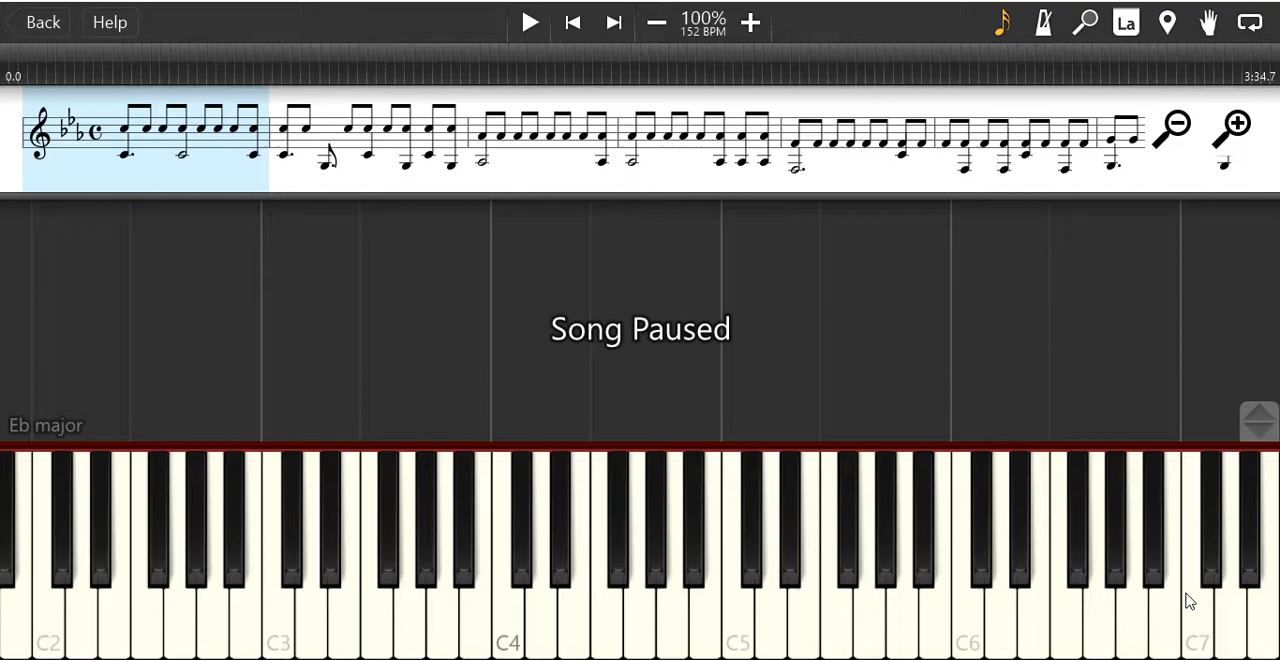 Back Help 100% La
152 BPM
0.0 3:34.7
Song Paused
Eb major
C2 C3 C4 C5 C6 C7